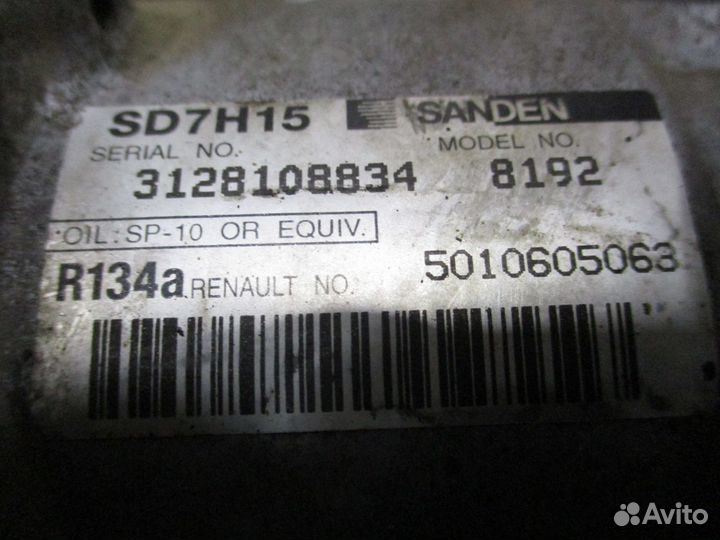 SD7H15 SANDEN
SERIAL NO. MODEL NO.
3128108834 8192
OIL: SP-10 OR EQUIV.
R134a RENAULT NO. 5010605063
Avito